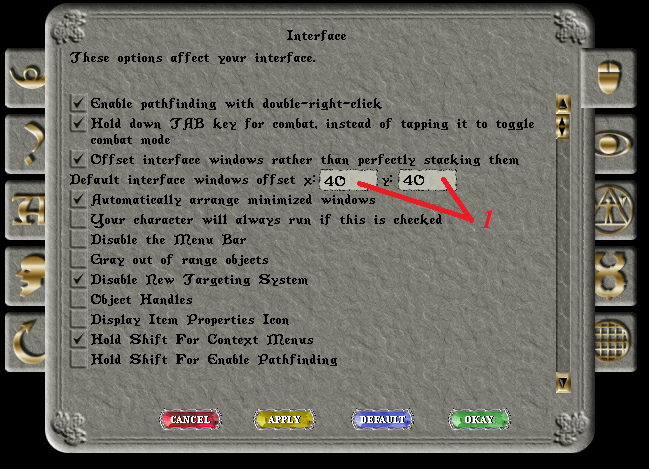 Interface
These options affect your interface.
Enable pathfinding with double-right-click
Hold down TAB key for combat, instead of tapping it to toggle
combat mode
Offset interface windows rather than perfectly stacking them
Default interface windows offset x: 40 y: 40
Automatically arrange minimized windows
Your character will always run if this is checked
1
Disable the Menu Bar
Gray out of range objects
Disable New Targeting System
Object Handles
Display Item Properties Icon
Hold Shift For Context Menus
Hold Shift For Enable Pathfinding
CANCEL APPLY DEFAULT OKAY